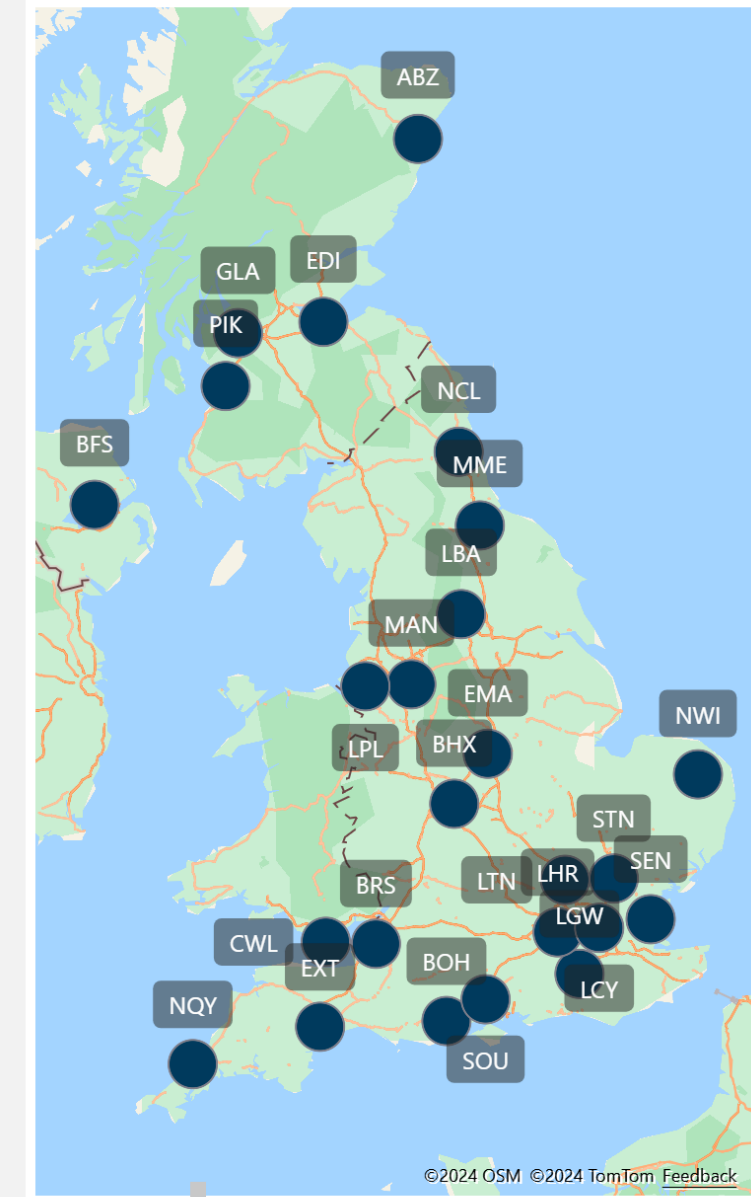 ABZ
EDI
GLA
PIK
NCL
BFS
MME
LBA
MAN
EMA
NWI
LPL
BHX
STN
SEN
LHR
LTN
BRS
LGW
CWL
EXT
BOH
LCY
NQY
SOU
©2024 OSM ©2024 TomTom Feedback